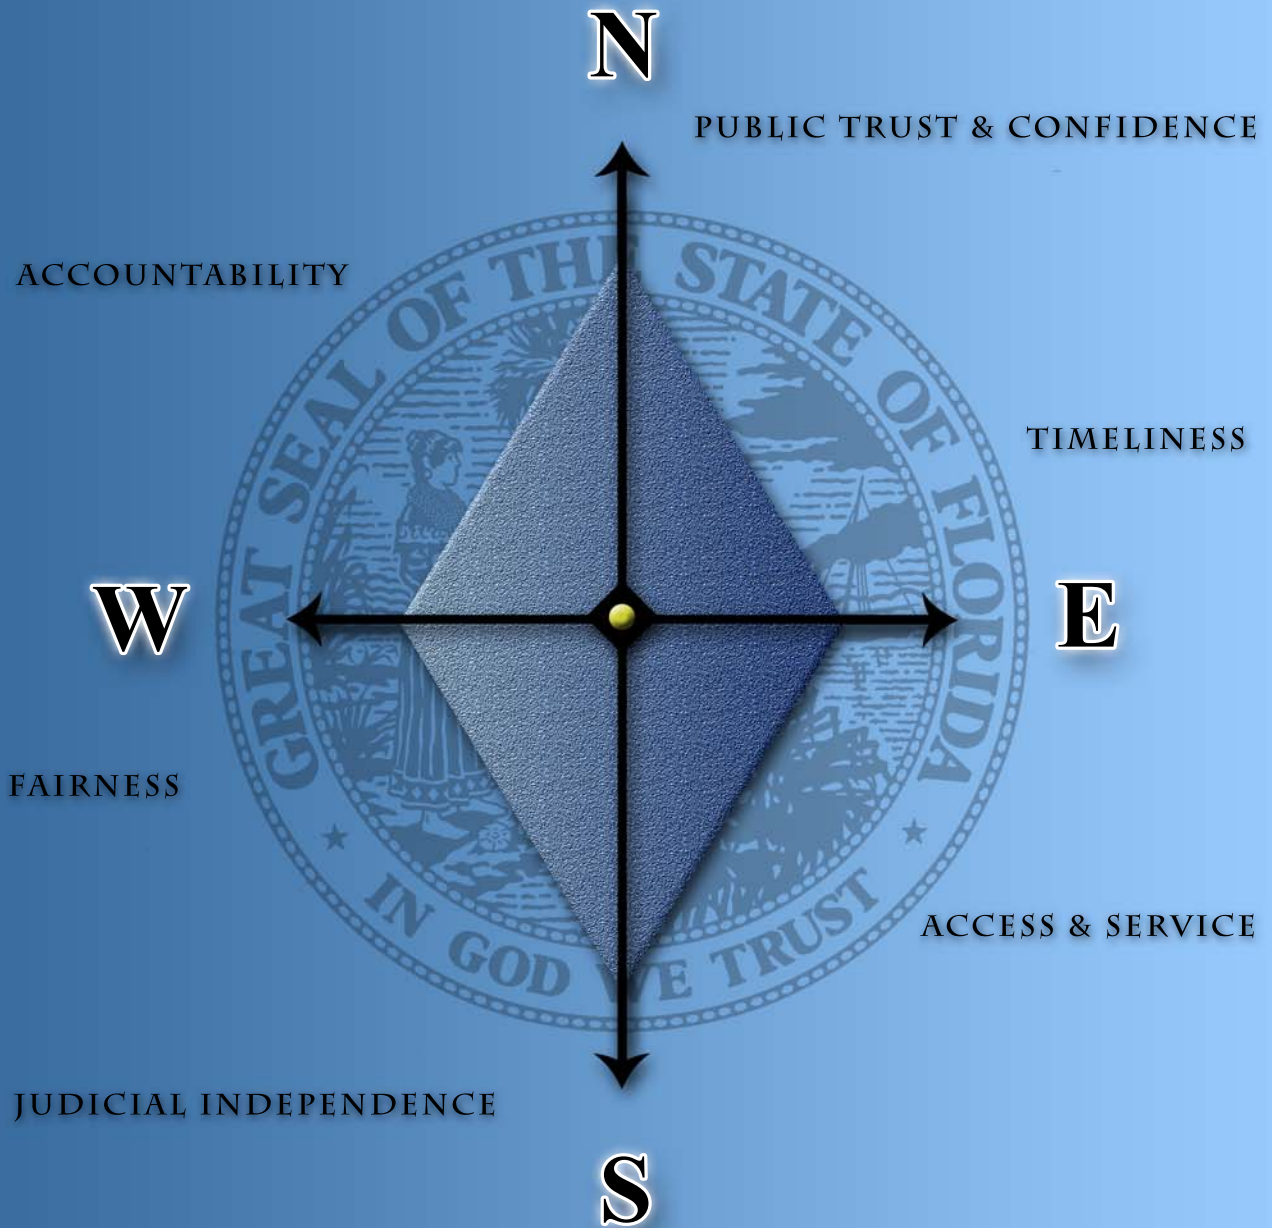 N
PUBLIC TRUST & CONFIDENCE
ACCOUNTABILITY
GREAT SEAL OF THE STATE OF FLORIDA
TIMELINESS
W
E
FAIRNESS
IN GOD WE TRUST
ACCESS & SERVICE
JUDICIAL INDEPENDENCE
S